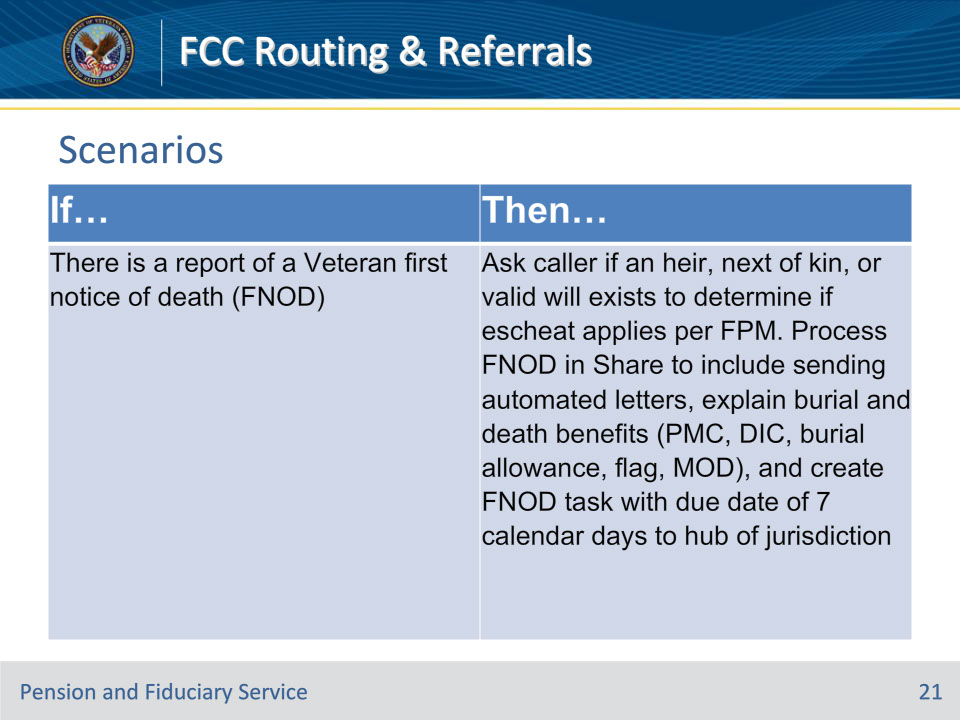 FCC Routing & Referrals
Scenarios
If…
Then…
There is a report of a Veteran first
notice of death (FNOD)
Ask caller if an heir, next of kin, or
valid will exists to determine if
escheat applies per FPM. Process
FNOD in Share to include sending
automated letters, explain burial and
death benefits (PMC, DIC, burial
allowance, flag, MOD), and create
FNOD task with due date of 7
calendar days to hub of jurisdiction
Pension and Fiduciary Service
21